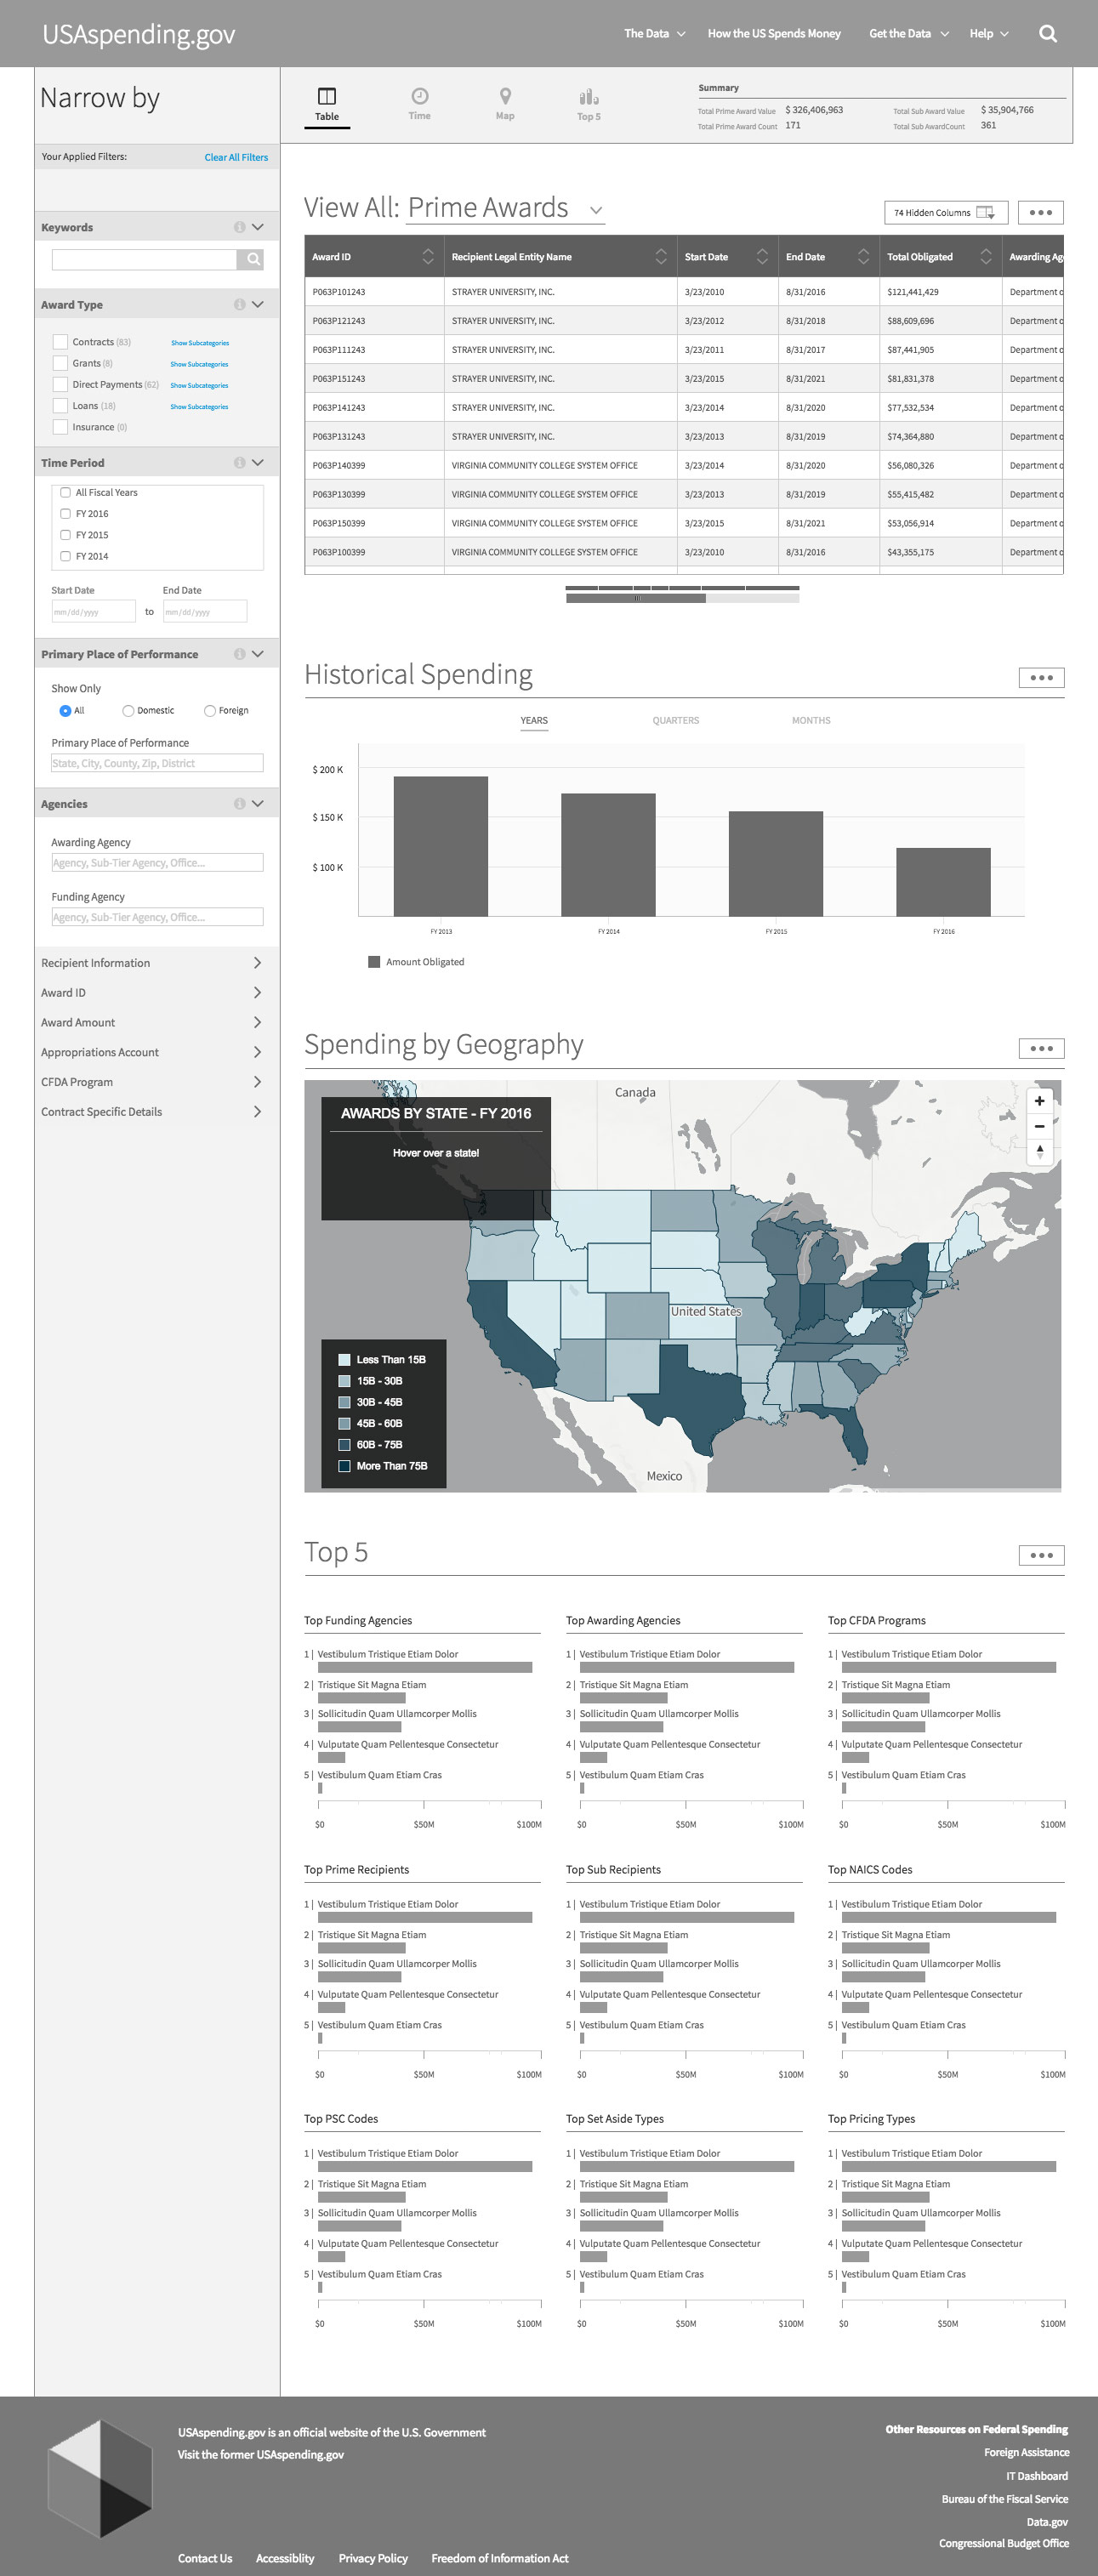 USAspending.gov
The Data
How the US Spends Money
Get the Data
Help
Narrow by
Table
Time
Map
Top 5
Summary
Total Prime Award Value $ 326,406,963
Total Sub Award Value $ 35,904,766
Total Prime Award Count 171
Total Sub AwardCount 361
Your Applied Filters:
Clear All Filters
Keywords
Award Type
Contracts (83) Show Subcategories
Grants (8) Show Subcategories
Direct Payments (62) Show Subcategories
Loans (18) Show Subcategories
Insurance (0)
Time Period
All Fiscal Years
FY 2016
FY 2015
FY 2014
Start Date
End Date
mm/dd/yyyy to mm/dd/yyyy
Primary Place of Performance
Show Only
All Domestic Foreign
Primary Place of Performance
State, City, County, Zip, District
Agencies
Awarding Agency
Agency, Sub-Tier Agency, Office...
Funding Agency
Agency, Sub-Tier Agency, Office...
Recipient Information
Award ID
Award Amount
Appropriations Account
CFDA Program
Contract Specific Details
View All: Prime Awards
74 Hidden Columns
Award ID Recipient Legal Entity Name Start Date End Date Total Obligated Awarding Ag
P063P101243 STRAYER UNIVERSITY, INC. 3/23/2010 8/31/2016 $121,441,429 Department o
P063P121243 STRAYER UNIVERSITY, INC. 3/23/2012 8/31/2018 $88,609,696 Department o
P063P111243 STRAYER UNIVERSITY, INC. 3/23/2011 8/31/2017 $87,441,905 Department o
P063P151243 STRAYER UNIVERSITY, INC. 3/23/2015 8/31/2021 $81,831,378 Department o
P063P141243 STRAYER UNIVERSITY, INC. 3/23/2014 8/31/2020 $77,532,534 Department o
P063P131243 STRAYER UNIVERSITY, INC. 3/23/2013 8/31/2019 $74,364,880 Department o
P063P140399 VIRGINIA COMMUNITY COLLEGE SYSTEM OFFICE 3/23/2014 8/31/2020 $56,080,326 Department o
P063P130399 VIRGINIA COMMUNITY COLLEGE SYSTEM OFFICE 3/23/2013 8/31/2019 $55,415,482 Department o
P063P150399 VIRGINIA COMMUNITY COLLEGE SYSTEM OFFICE 3/23/2015 8/31/2021 $53,056,914 Department o
P063P100399 VIRGINIA COMMUNITY COLLEGE SYSTEM OFFICE 3/23/2010 8/31/2016 $43,355,175 Department o
Historical Spending
YEARS QUARTERS MONTHS
$ 200 K
$ 150 K
$ 100 K
FY 2013 FY 2014 FY 2015 FY 2016
Amount Obligated
Spending by Geography
Canada
AWARDS BY STATE - FY 2016
Hover over a state!
United States
Less Than 15B
15B - 30B
30B - 45B
45B - 60B
60B - 75B
More Than 75B
Mexico
Top 5
Top Funding Agencies
1 | Vestibulum Tristique Etiam Dolor
2 | Tristique Sit Magna Etiam
3 | Sollicitudin Quam Ullamcorper Mollis
4 | Vulputate Quam Pellentesque Consectetur
5 | Vestibulum Quam Etiam Cras
$0 $50M $100M
Top Awarding Agencies
1 | Vestibulum Tristique Etiam Dolor
2 | Tristique Sit Magna Etiam
3 | Sollicitudin Quam Ullamcorper Mollis
4 | Vulputate Quam Pellentesque Consectetur
5 | Vestibulum Quam Etiam Cras
$0 $50M $100M
Top CFDA Programs
1 | Vestibulum Tristique Etiam Dolor
2 | Tristique Sit Magna Etiam
3 | Sollicitudin Quam Ullamcorper Mollis
4 | Vulputate Quam Pellentesque Consectetur
5 | Vestibulum Quam Etiam Cras
$0 $50M $100M
Top Prime Recipients
1 | Vestibulum Tristique Etiam Dolor
2 | Tristique Sit Magna Etiam
3 | Sollicitudin Quam Ullamcorper Mollis
4 | Vulputate Quam Pellentesque Consectetur
5 | Vestibulum Quam Etiam Cras
$0 $50M $100M
Top Sub Recipients
1 | Vestibulum Tristique Etiam Dolor
2 | Tristique Sit Magna Etiam
3 | Sollicitudin Quam Ullamcorper Mollis
4 | Vulputate Quam Pellentesque Consectetur
5 | Vestibulum Quam Etiam Cras
$0 $50M $100M
Top NAICS Codes
1 | Vestibulum Tristique Etiam Dolor
2 | Tristique Sit Magna Etiam
3 | Sollicitudin Quam Ullamcorper Mollis
4 | Vulputate Quam Pellentesque Consectetur
5 | Vestibulum Quam Etiam Cras
$0 $50M $100M
Top PSC Codes
1 | Vestibulum Tristique Etiam Dolor
2 | Tristique Sit Magna Etiam
3 | Sollicitudin Quam Ullamcorper Mollis
4 | Vulputate Quam Pellentesque Consectetur
5 | Vestibulum Quam Etiam Cras
$0 $50M $100M
Top Set Aside Types
1 | Vestibulum Tristique Etiam Dolor
2 | Tristique Sit Magna Etiam
3 | Sollicitudin Quam Ullamcorper Mollis
4 | Vulputate Quam Pellentesque Consectetur
5 | Vestibulum Quam Etiam Cras
$0 $50M $100M
Top Pricing Types
1 | Vestibulum Tristique Etiam Dolor
2 | Tristique Sit Magna Etiam
3 | Sollicitudin Quam Ullamcorper Mollis
4 | Vulputate Quam Pellentesque Consectetur
5 | Vestibulum Quam Etiam Cras
$0 $50M $100M
USAspending.gov is an official website of the U.S. Government
Visit the former USAspending.gov
Other Resources on Federal Spending
Foreign Assistance
IT Dashboard
Bureau of the Fiscal Service
Data.gov
Congressional Budget Office
Contact Us
Accessiblity
Privacy Policy
Freedom of Information Act